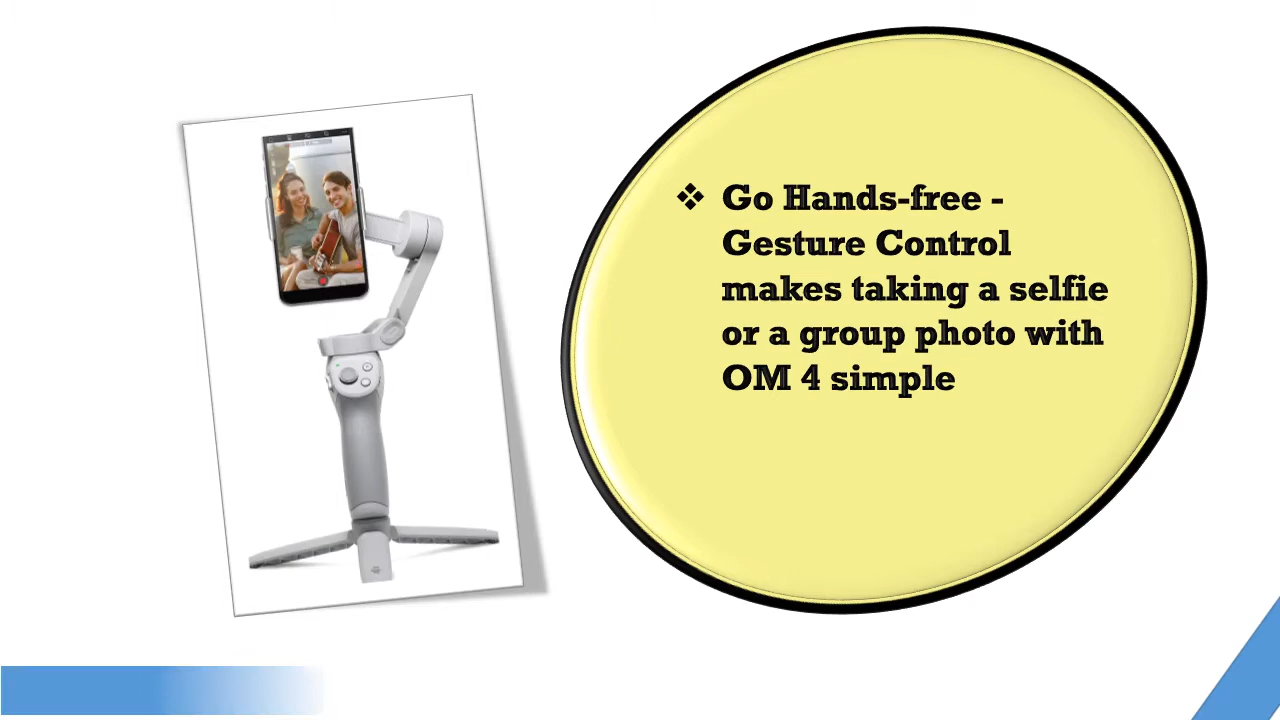 ❖ Go Hands-free -
Gesture Control
makes taking a selfie
or a group photo with
OM 4 simple